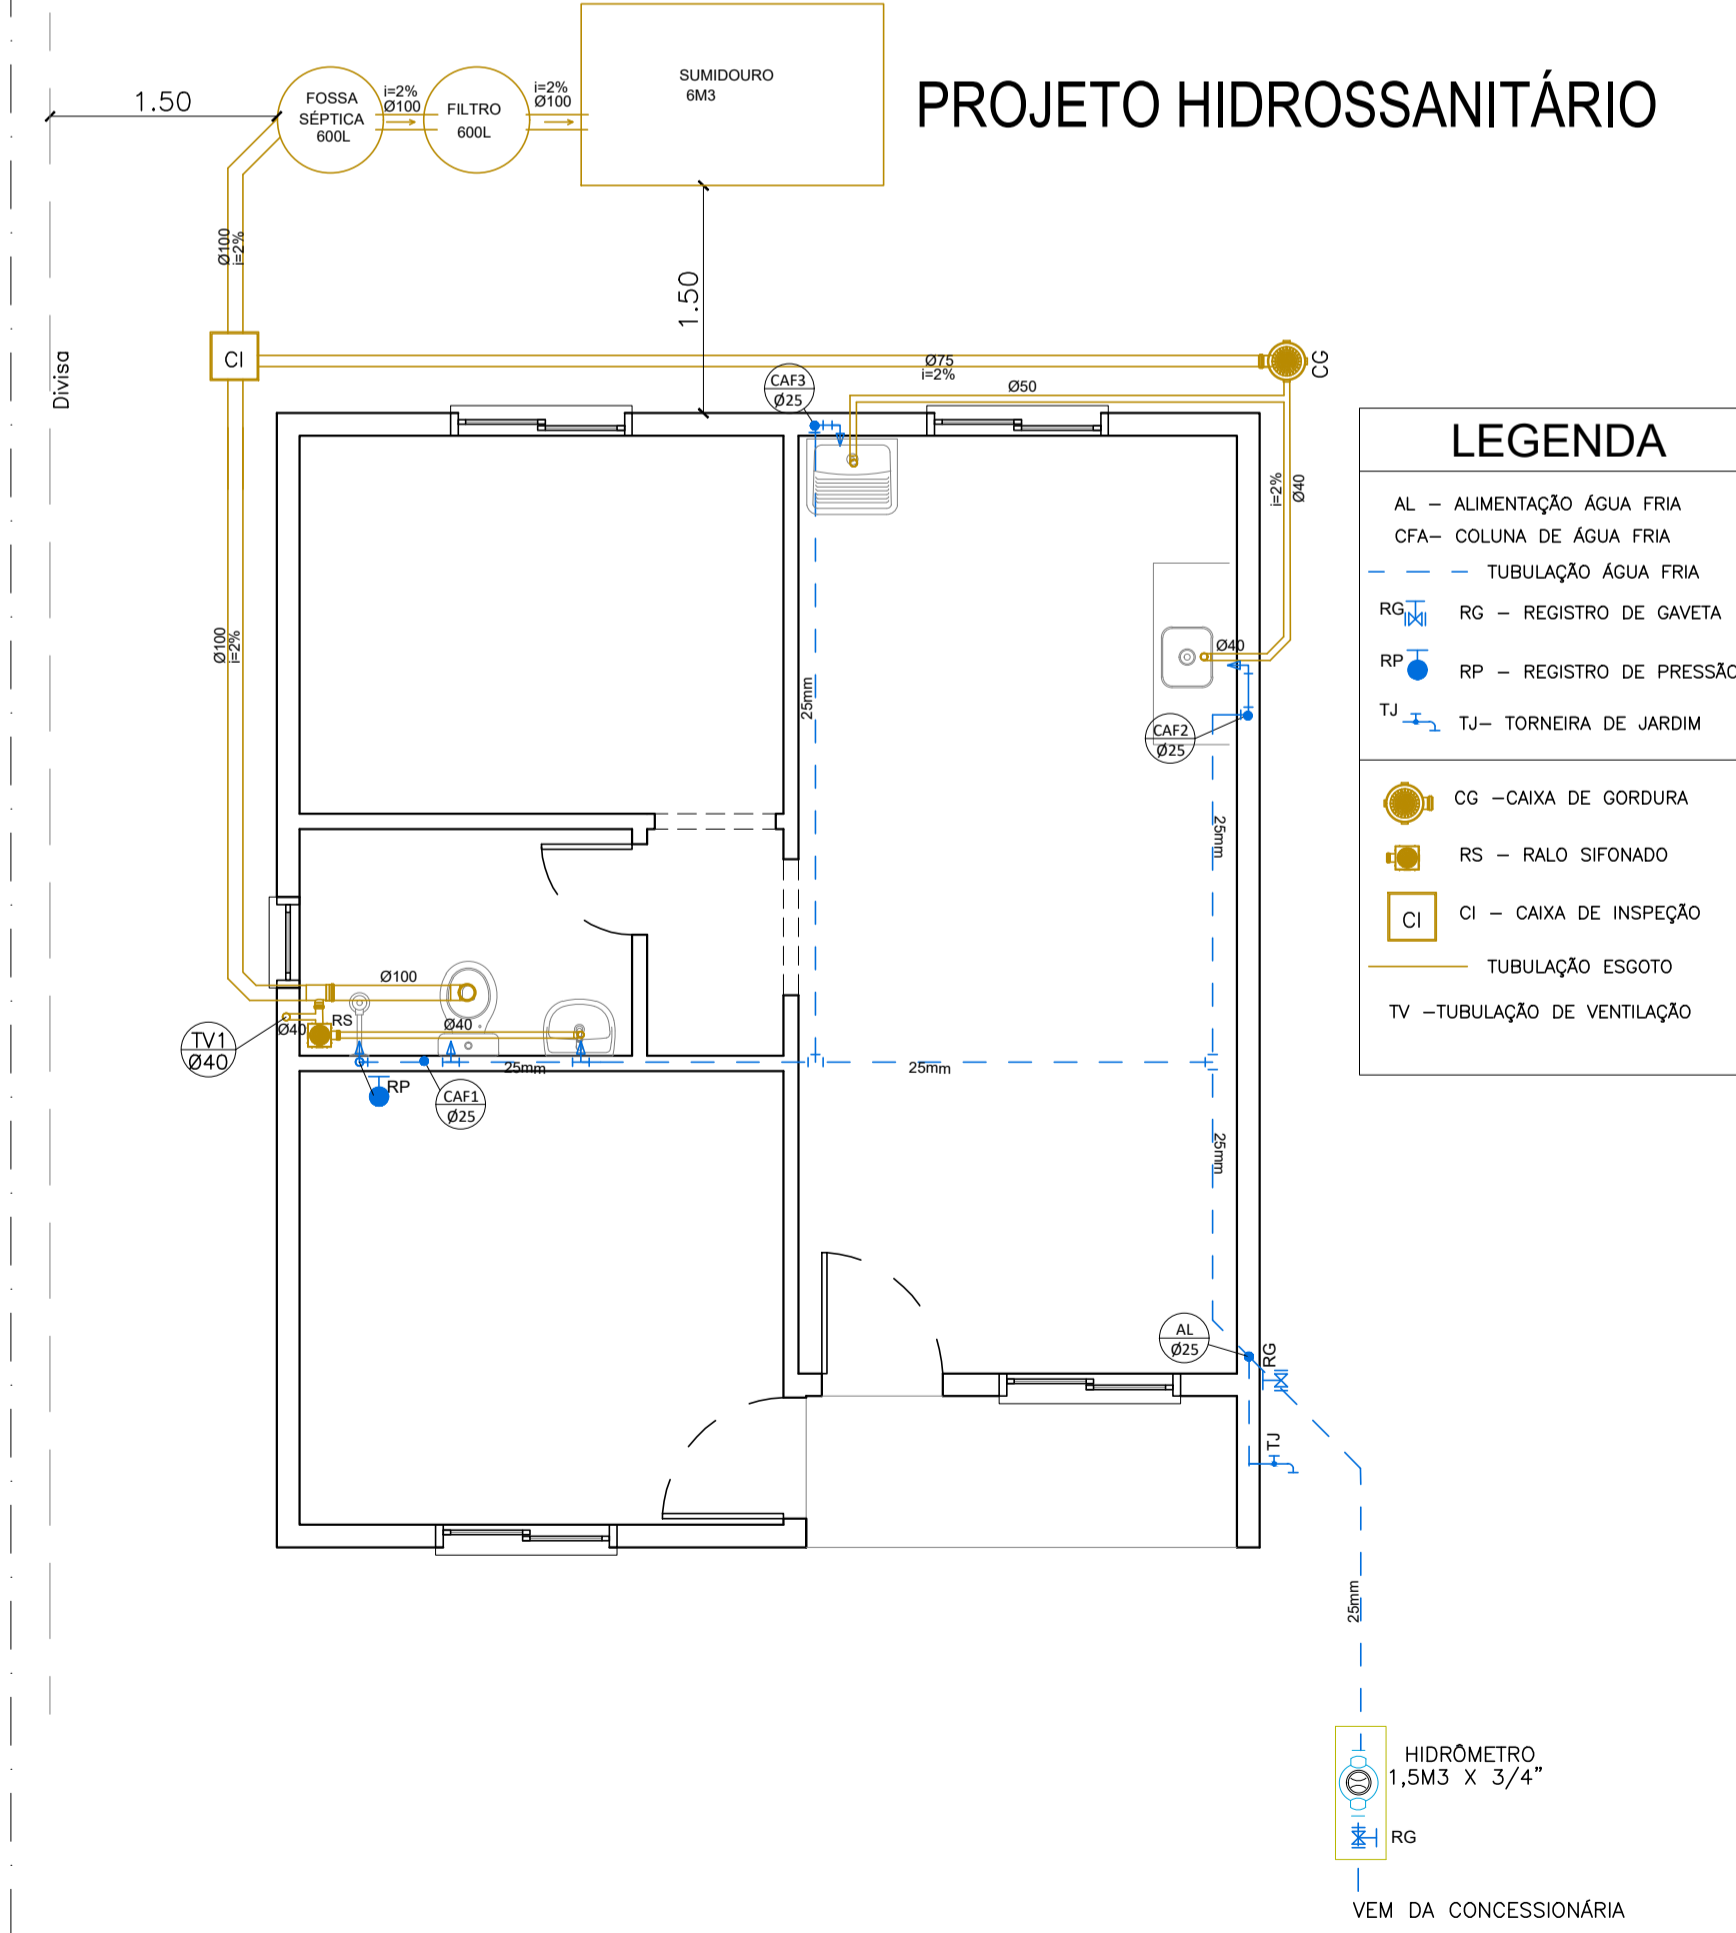 PROJETO HIDROSSANITÁRIO
1.50
FOSSA
SÉPTICA
600L
i=2%
Ø100
FILTRO
600L
i=2%
Ø100
SUMIDOURO
6M3
Ø100
i=2%
1.50
Divisa
CI
Ø75
i=2%
CG
CAF3
Ø25
Ø50
i=2%
Ø40
Ø100
i=2%
25mm
Ø40
CAF2
Ø25
25mm
Ø100
RS
Ø40
Ø40
TV1
Ø40
25mm
25mm
RP
CAF1
Ø25
25mm
AL
Ø25
RG
TJ
25mm
HIDRÔMETRO
1,5M3 X 3/4”
RG
VEM DA CONCESSIONÁRIA
LEGENDA
AL – ALIMENTAÇÃO ÁGUA FRIA
CFA– COLUNA DE ÁGUA FRIA
TUBULAÇÃO ÁGUA FRIA
RG RG – REGISTRO DE GAVETA
RP RP – REGISTRO DE PRESSÃO
TJ TJ– TORNEIRA DE JARDIM
CG –CAIXA DE GORDURA
RS – RALO SIFONADO
CI CI – CAIXA DE INSPEÇÃO
TUBULAÇÃO ESGOTO
TV –TUBULAÇÃO DE VENTILAÇÃO